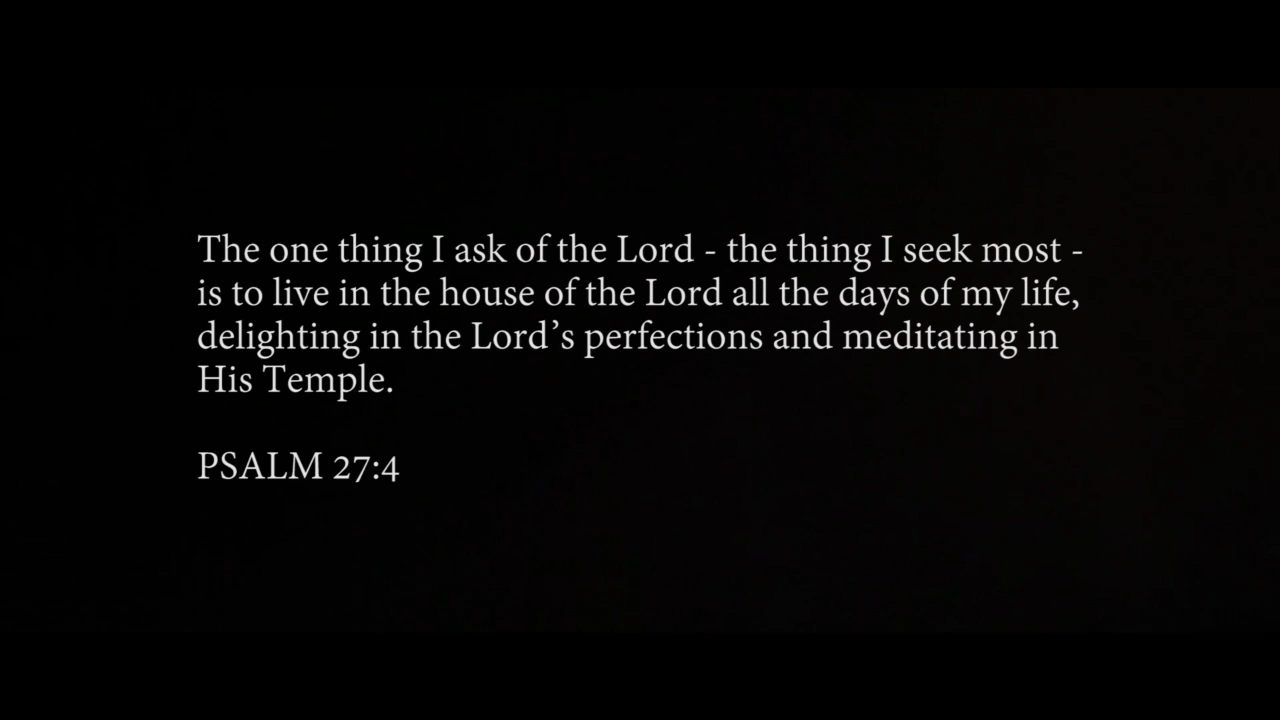 The one thing I ask of the Lord - the thing I seek most -
is to live in the house of the Lord all the days of my life,
delighting in the Lord’s perfections and meditating in
His Temple.
PSALM 27:4